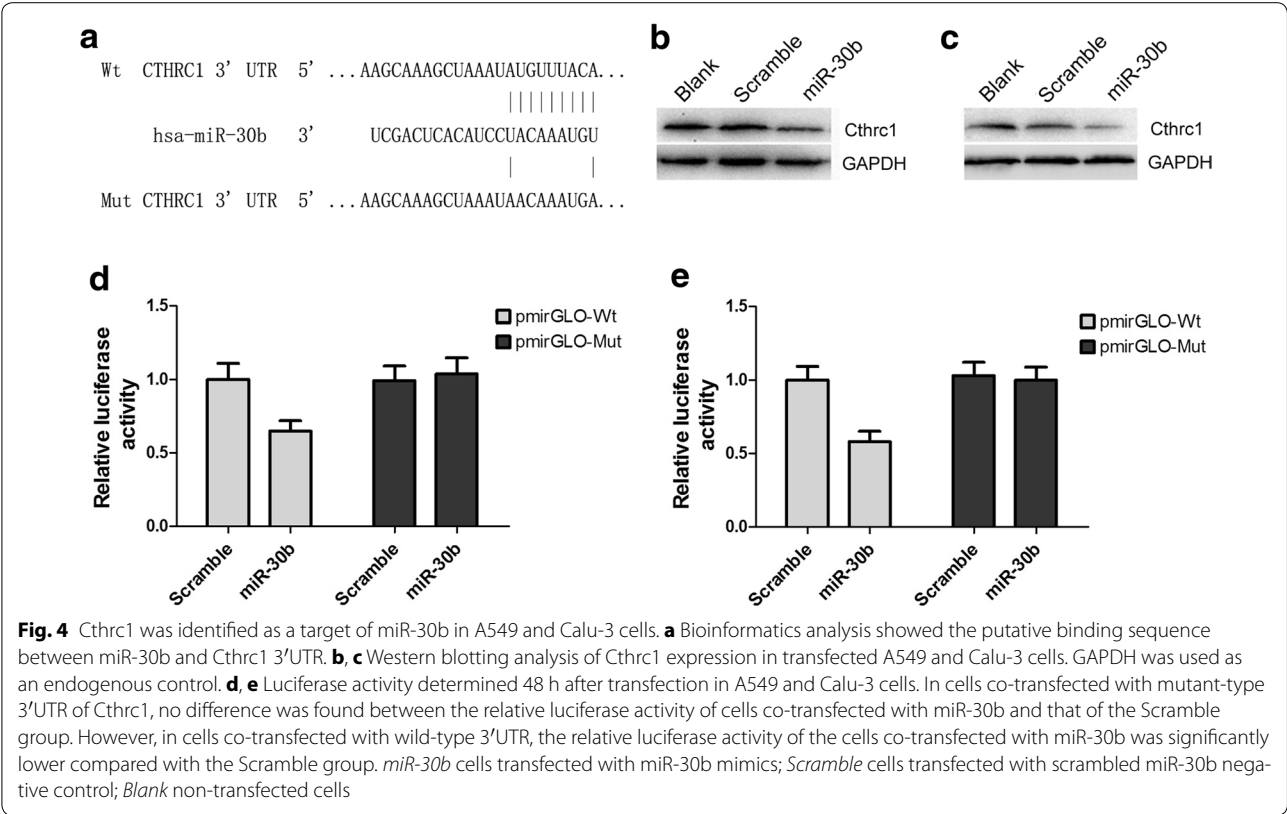 a
Wt CTHRC1 3' UTR 5' ...AAGCAAAGCUAAAUAUGUUUACA...
hsa-miR-30b 3' UCGACUCACAUCCUACAAAUGU
Mut CTHRC1 3' UTR 5' ...AAGCAAAGCUAAAUAACAAAUGA...
b
Blank Scramble miR-30b
Cthrc1
GAPDH
c
Blank Scramble miR-30b
Cthrc1
GAPDH
d
Relative luciferase
activity
1.5
1.0
0.5
0.0
Scramble miR-30b Scramble miR-30b
pmirGLO-Wt
pmirGLO-Mut
e
Relative luciferase
activity
1.5
1.0
0.5
0.0
Scramble miR-30b Scramble miR-30b
pmirGLO-Wt
pmirGLO-Mut
Fig. 4 Cthrc1 was identified as a target of miR-30b in A549 and Calu-3 cells. a Bioinformatics analysis showed the putative binding sequence
between miR-30b and Cthrc1 3′UTR. b, c Western blotting analysis of Cthrc1 expression in transfected A549 and Calu-3 cells. GAPDH was used as
an endogenous control. d, e Luciferase activity determined 48 h after transfection in A549 and Calu-3 cells. In cells co-transfected with mutant-type
3′UTR of Cthrc1, no difference was found between the relative luciferase activity of cells co-transfected with miR-30b and that of the Scramble
group. However, in cells co-transfected with wild-type 3′UTR, the relative luciferase activity of the cells co-transfected with miR-30b was significantly
lower compared with the Scramble group. miR-30b cells transfected with miR-30b mimics; Scramble cells transfected with scrambled miR-30b nega-
tive control; Blank non-transfected cells